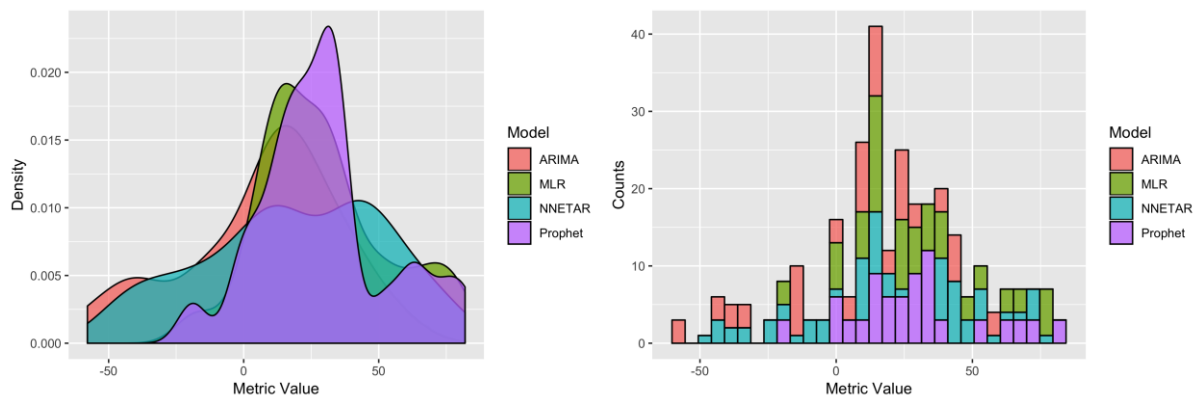 Density
0.020
0.015
0.010
0.005
0.000
-50
0
50
Metric Value
Model
ARIMA
MLR
NNETAR
Prophet
Counts
40
30
20
10
0
-50
0
50
Metric Value
Model
ARIMA
MLR
NNETAR
Prophet